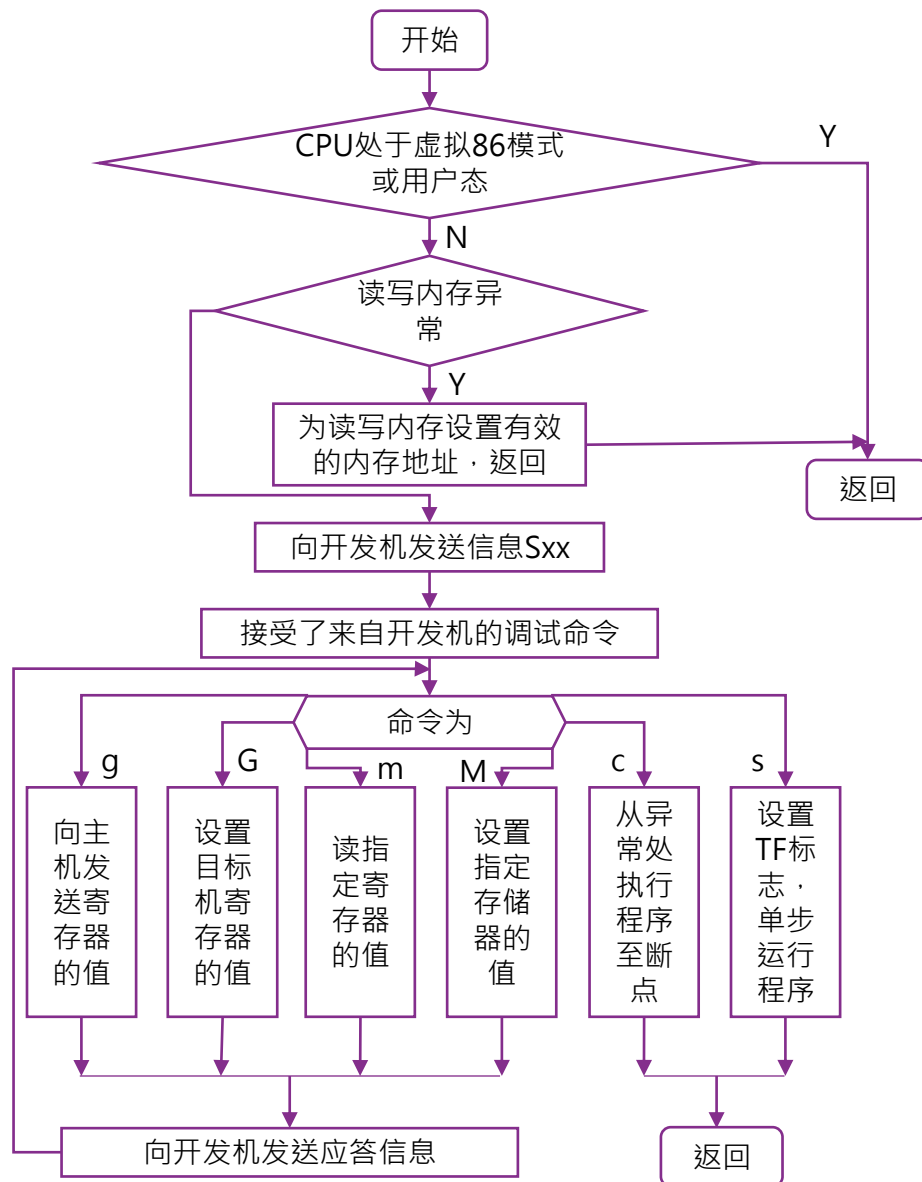 开始
CPU处于虚拟86模式
或用户态
Y
N
读写内存异
常
Y
为读写内存设置有效
的内存地址，返回
返回
向开发机发送信息Sxx
接受了来自开发机的调试命令
命令为
g
G
m
M
c
s
向主
机发
送寄
存器
的值
设置
目标
机寄
存器
的值
读指
定寄
存器
的值
设置
指定
存储
器的
值
从异
常处
执行
程序
至断
点
设置
TF标
志，
单步
运行
程序
向开发机发送应答信息
返回